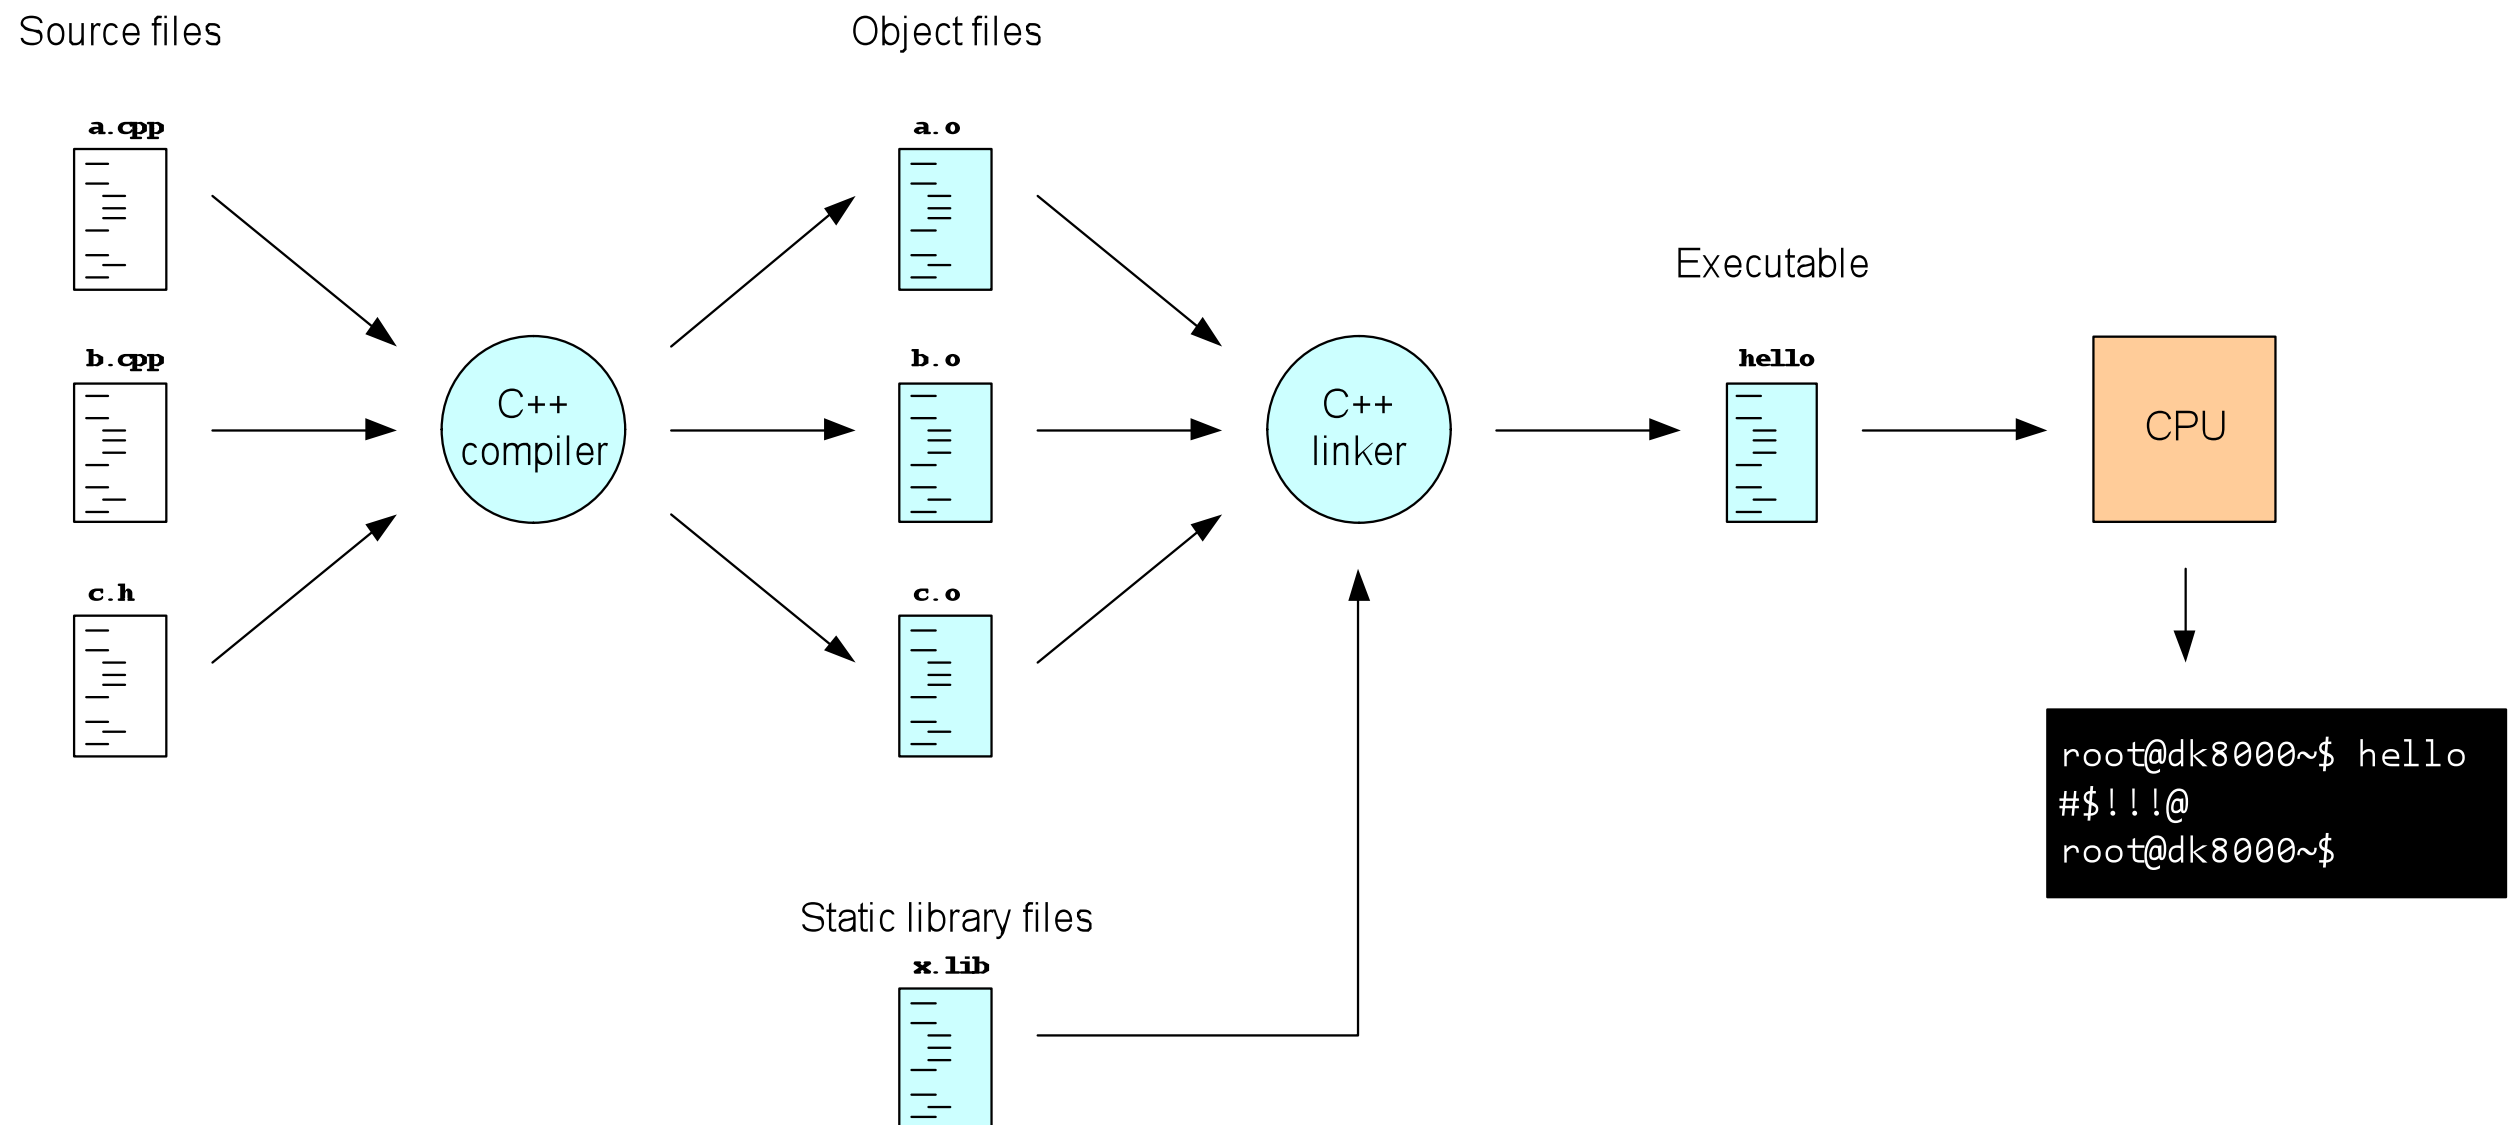 Source files
Object files
a.cpp
a.o
Executable
b.cpp
b.o
hello
C++
compiler
C++
linker
CPU
c.h
c.o
root@dk8000~$ hello
#$!!!@
root@dk8000~$
Static library files
x.lib